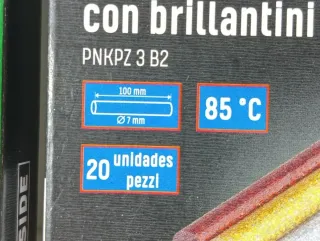 con brillantini
PNKPZ 3 B2
100 mm
Ø 7 mm
85 °C
20 unidades
pezzi
SIDE